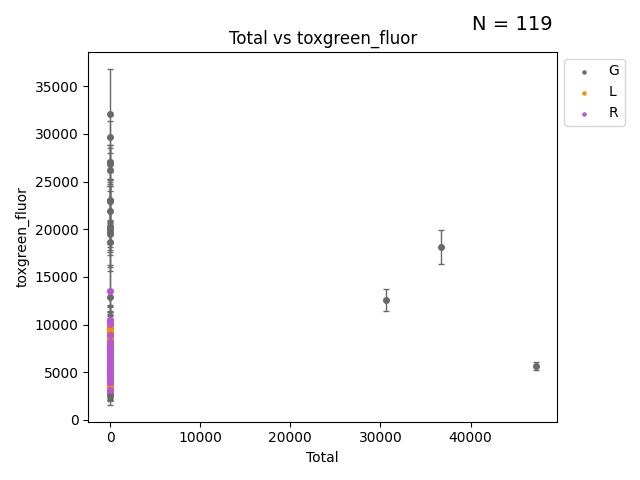 N = 119
Total vs toxgreen_fluor
G
L
R
35000
30000
25000
20000
15000
10000
5000
0
toxgreen_fluor
0 10000 20000 30000 40000
Total